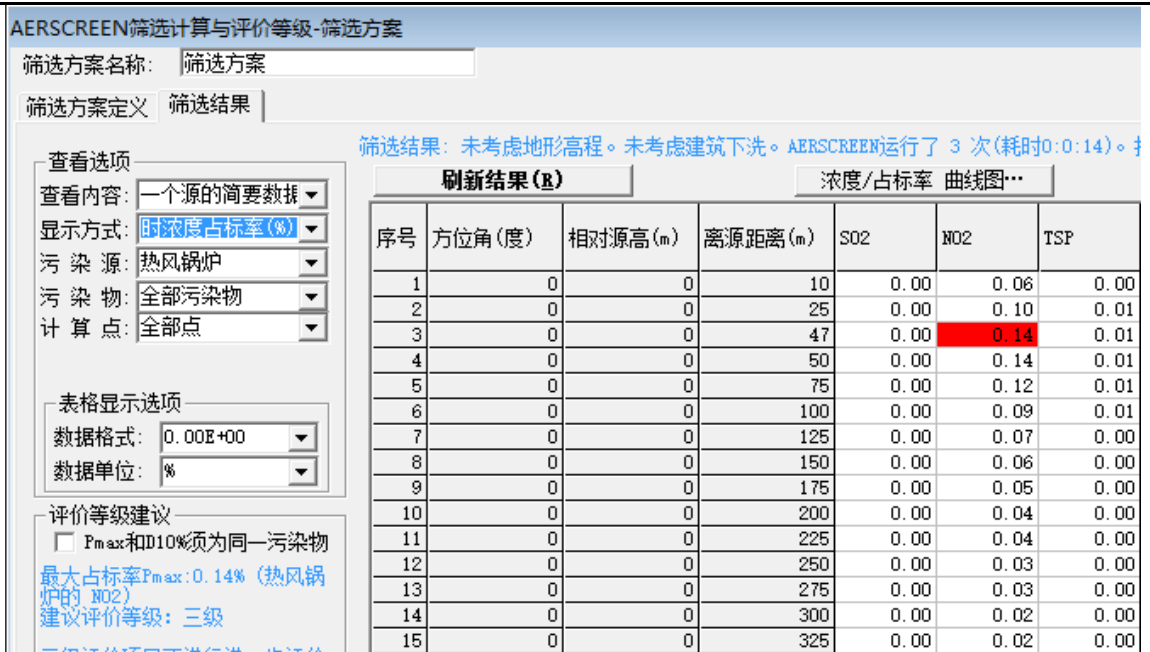 AERSCREEN筛选计算与评价等级-筛选方案
筛选方案名称: 筛选方案
筛选方案定义 筛选结果
筛选结果: 未考虑地形高程。未考虑建筑下洗。AERSCREEN运行了 3 次(耗时0:0:14)。
查看选项
查看内容: 一个源的简要数据
显示方式: 时浓度占标率(%)
污 染 源: 热风锅炉
污 染 物: 全部污染物
计 算 点: 全部点
表格显示选项
数据格式: 0.00E+00
数据单位: %
评价等级建议
Pmax和D10%须为同一污染物
最大占标率Pmax:0.14% (热风锅
炉的 NO2)
建议评价等级: 三级
三级评价项目不进行进一步评价
刷新结果(R) 浓度/占标率 曲线图…
序号 方位角(度) 相对源高(m) 离源距离(m) SO2 NO2 TSP
1 0 0 10 0.00 0.06 0.00
2 0 0 25 0.00 0.10 0.01
3 0 0 47 0.00 0.14 0.01
4 0 0 50 0.00 0.14 0.01
5 0 0 75 0.00 0.12 0.01
6 0 0 100 0.00 0.09 0.01
7 0 0 125 0.00 0.07 0.00
8 0 0 150 0.00 0.06 0.00
9 0 0 175 0.00 0.05 0.00
10 0 0 200 0.00 0.04 0.00
11 0 0 225 0.00 0.04 0.00
12 0 0 250 0.00 0.03 0.00
13 0 0 275 0.00 0.03 0.00
14 0 0 300 0.00 0.02 0.00
15 0 0 325 0.00 0.02 0.00